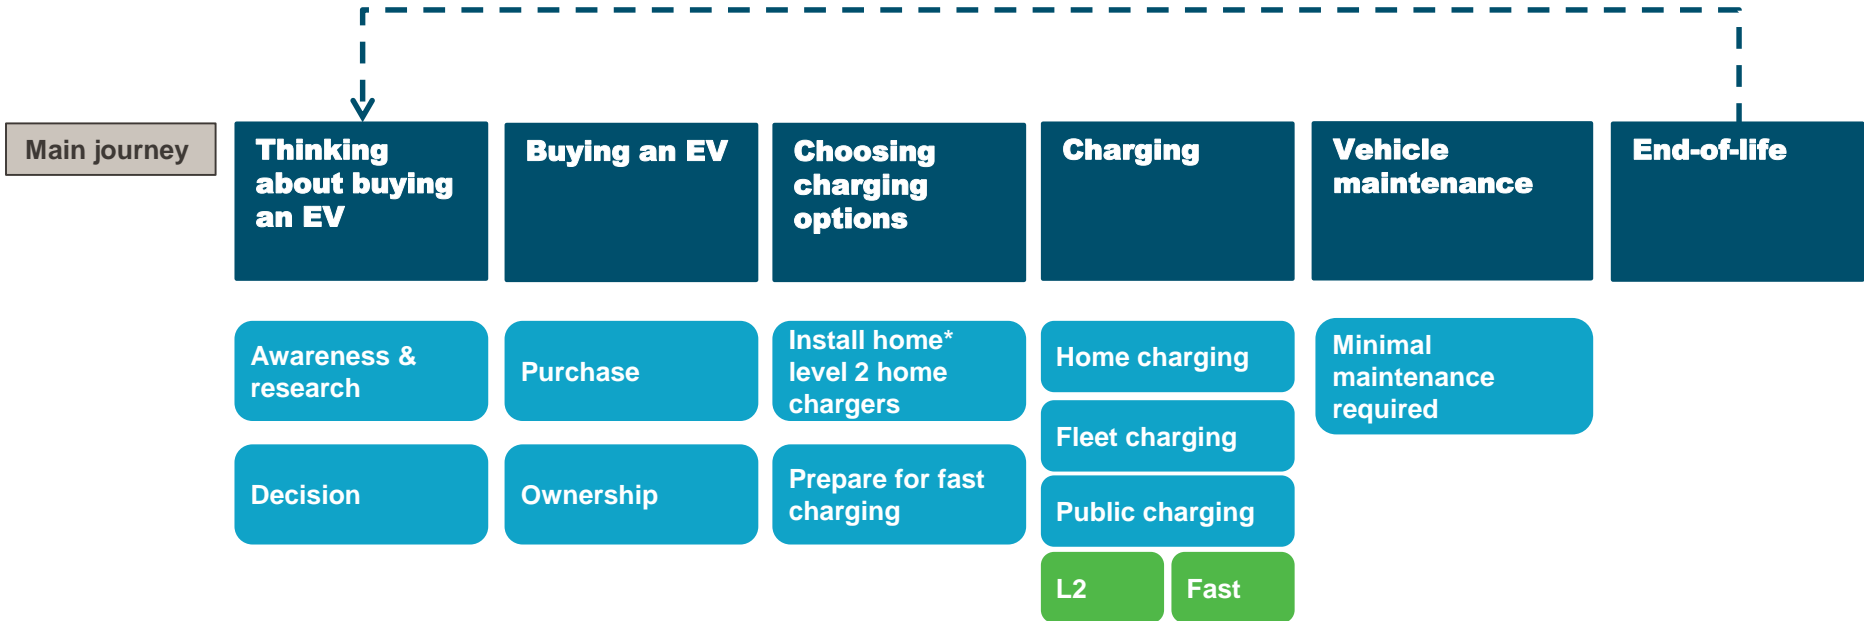 Main journey
Thinking
about buying
an EV
Buying an EV
Choosing
charging
options
Charging
Vehicle
maintenance
End-of-life
Awareness &
research
Decision
Purchase
Ownership
Install home*
level 2 home
chargers
Prepare for fast
charging
Home charging
Fleet charging
Public charging
L2
Fast
Minimal
maintenance
required